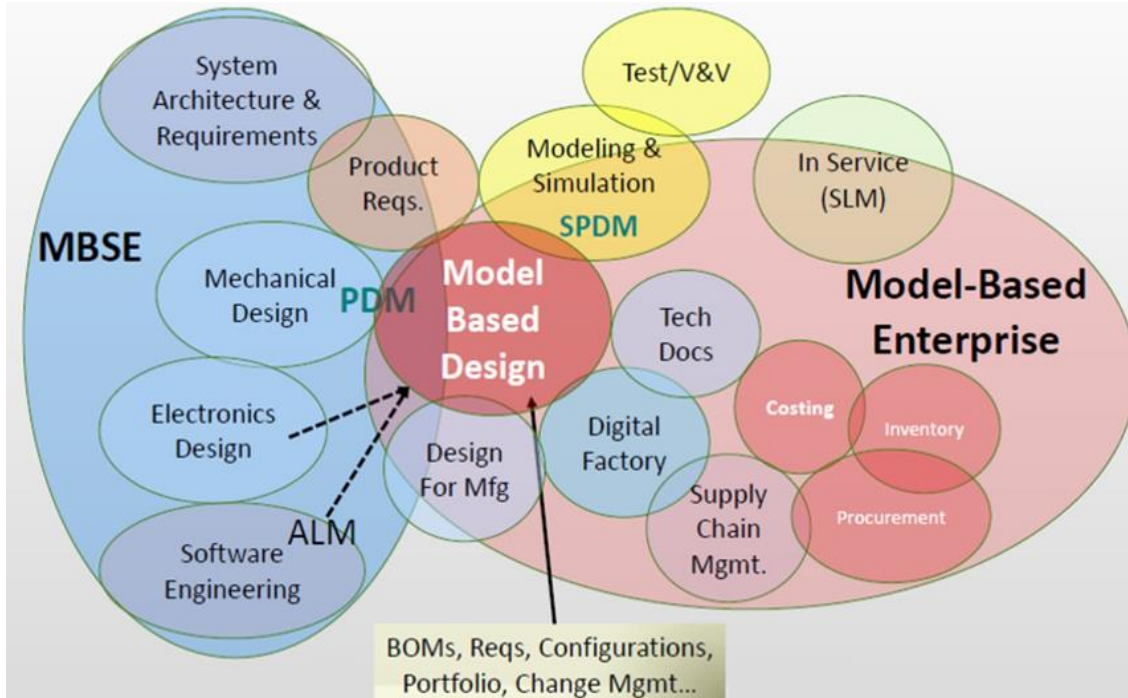 System
Architecture &
Requirements
Test/V&V
Product
Reqs.
Modeling &
Simulation
SPDM
In Service
(SLM)
MBSE
Mechanical
Design
PDM
Model
Based
Design
Tech
Docs
Model-Based
Enterprise
Electronics
Design
Design
For Mfg
Digital
Factory
Costing
Inventory
Supply
Chain
Mgmt.
Procurement
ALM
Software
Engineering
BOMs, Reqs, Configurations,
Portfolio, Change Mgmt...